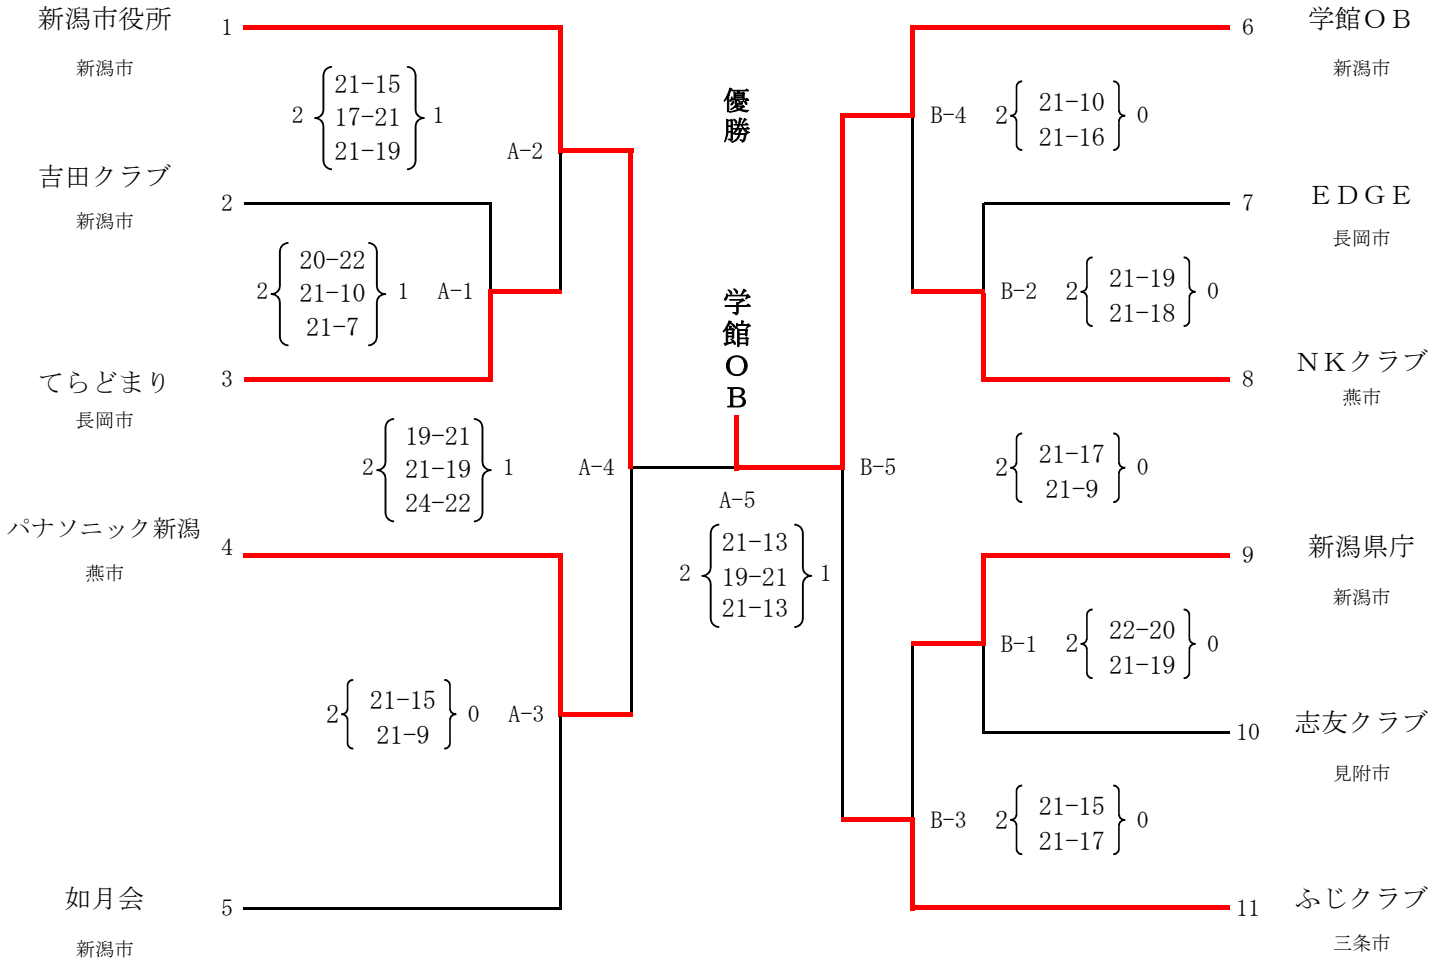 新潟市役所 1
新潟市
2 21-15 1
17-21
21-19
A-2
吉田クラブ 2
新潟市
2 20-22 1
21-10
21-7
A-1
てらどまり 3
長岡市
2 19-21 1
21-19
24-22
A-4
パナソニック新潟 4
燕市
2 21-15 0
21-9
A-3
如月会 5
新潟市
優勝
学館ＯＢ
A-5
2 21-13 1
19-21
21-13
6 学館ＯＢ
新潟市
B-4 2 21-10 0
21-16
7 ＥＤＧＥ
長岡市
B-2 2 21-19 0
21-18
8 ＮＫクラブ
燕市
B-5 2 21-17 0
21-9
9 新潟県庁
新潟市
B-1 2 22-20 0
21-19
10 志友クラブ
見附市
B-3 2 21-15 0
21-17
11 ふじクラブ
三条市